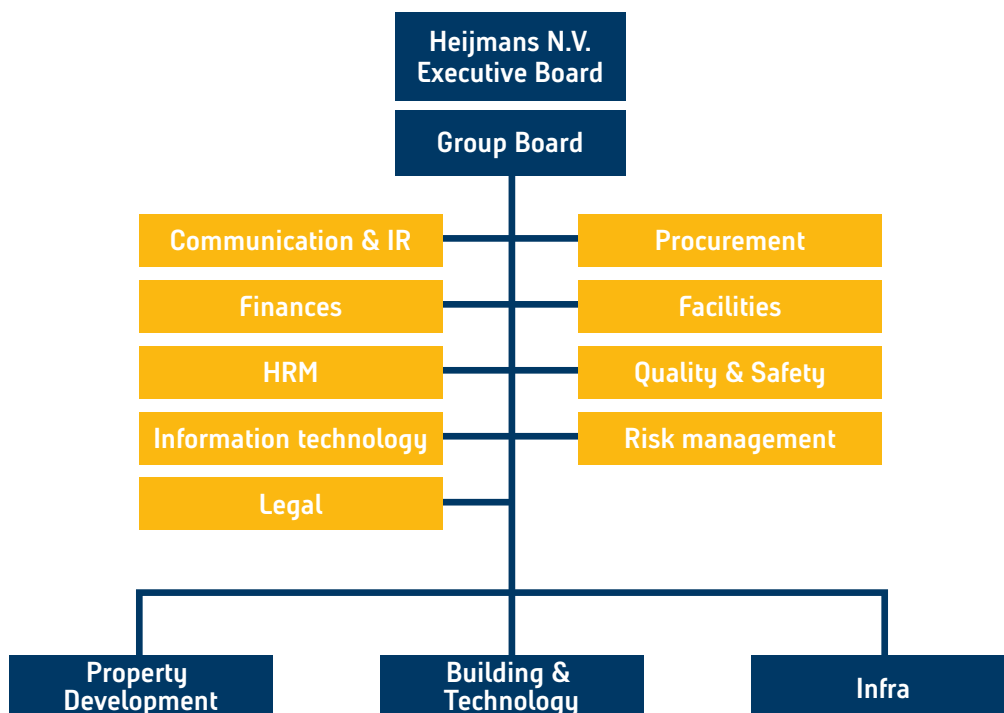 Heijmans N.V.
Executive Board
Group Board
Communication & IR
Procurement
Finances
Facilities
HRM
Quality & Safety
Information technology
Risk management
Legal
Property
Development
Building &
Technology
Infra